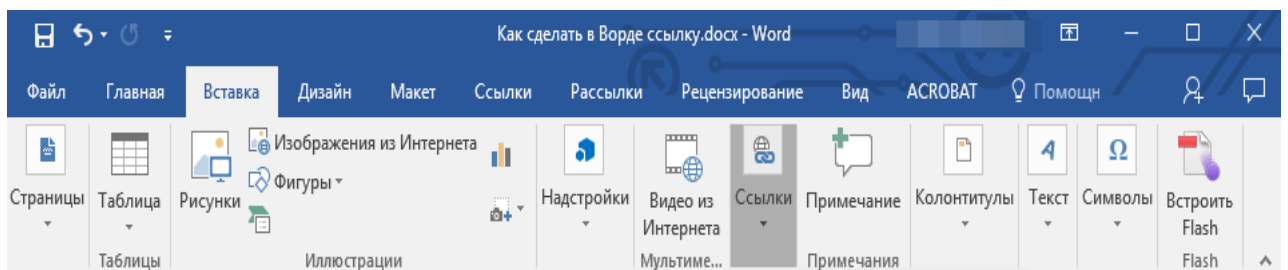 Как сделать в Ворде ссылку.docx - Word
Файл Главная Вставка Дизайн Макет Ссылки Рассылки Рецензирование Вид ACROBAT Помощн
Страницы Таблица Рисунки Изображения из Интернета Фигуры Надстройки Видео из Интернета Ссылки Примечание Колонтитулы Текст Символы Встроить Flash
Таблицы Иллюстрации Мультиме... Примечания Flash